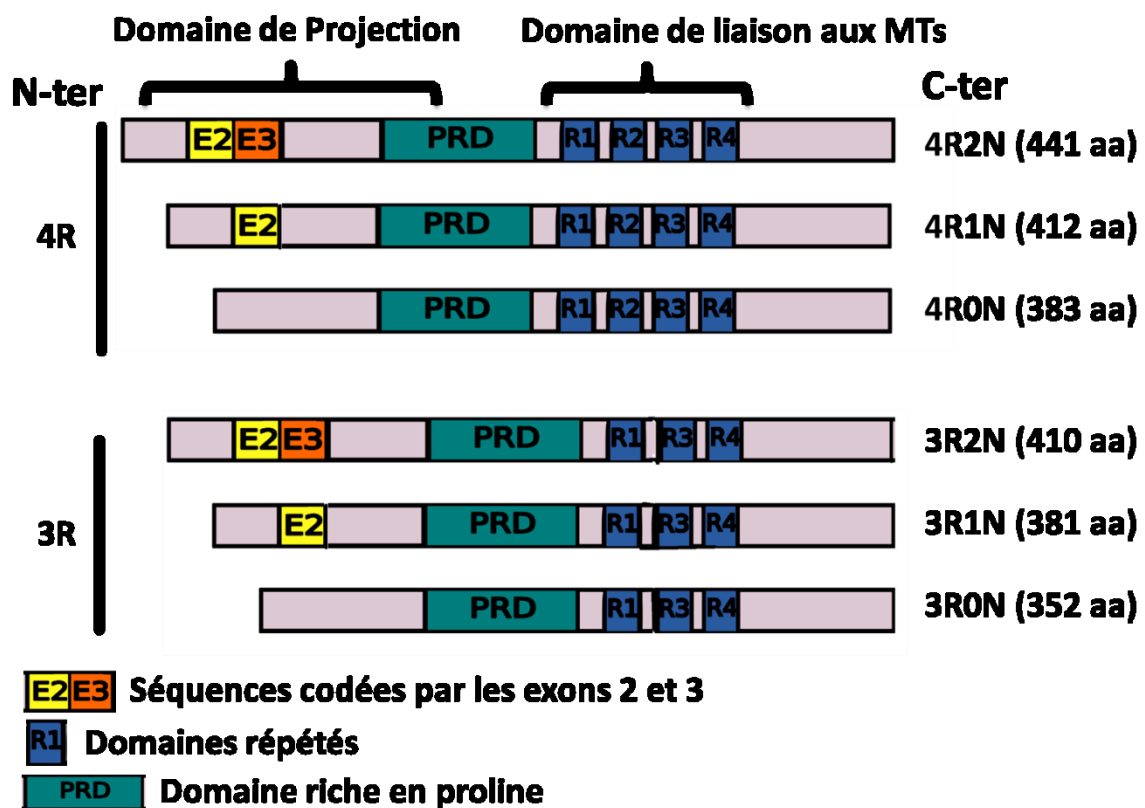 Domaine de Projection Domaine de liaison aux MTs
N-ter C-ter
E2 E3 PRD R1 R2 R3 R4 4R2N (441 aa)
4R E2 PRD R1 R2 R3 R4 4R1N (412 aa)
PRD R1 R2 R3 R4 4R0N (383 aa)
E2 E3 PRD R1 R3 R4 3R2N (410 aa)
3R E2 PRD R1 R3 R4 3R1N (381 aa)
PRD R1 R3 R4 3R0N (352 aa)
E2 E3 Séquences codées par les exons 2 et 3
R1 Domaines répétés
PRD Domaine riche en proline